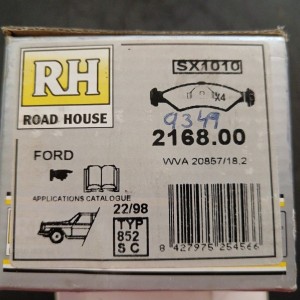 RH
ROAD HOUSE
SX1010
X4
9349
2168.00
FORD
WVA 20857/18.2
APPLICATIONS CATALOGUE
22/98
TYP
852
S C
8 427975 254566